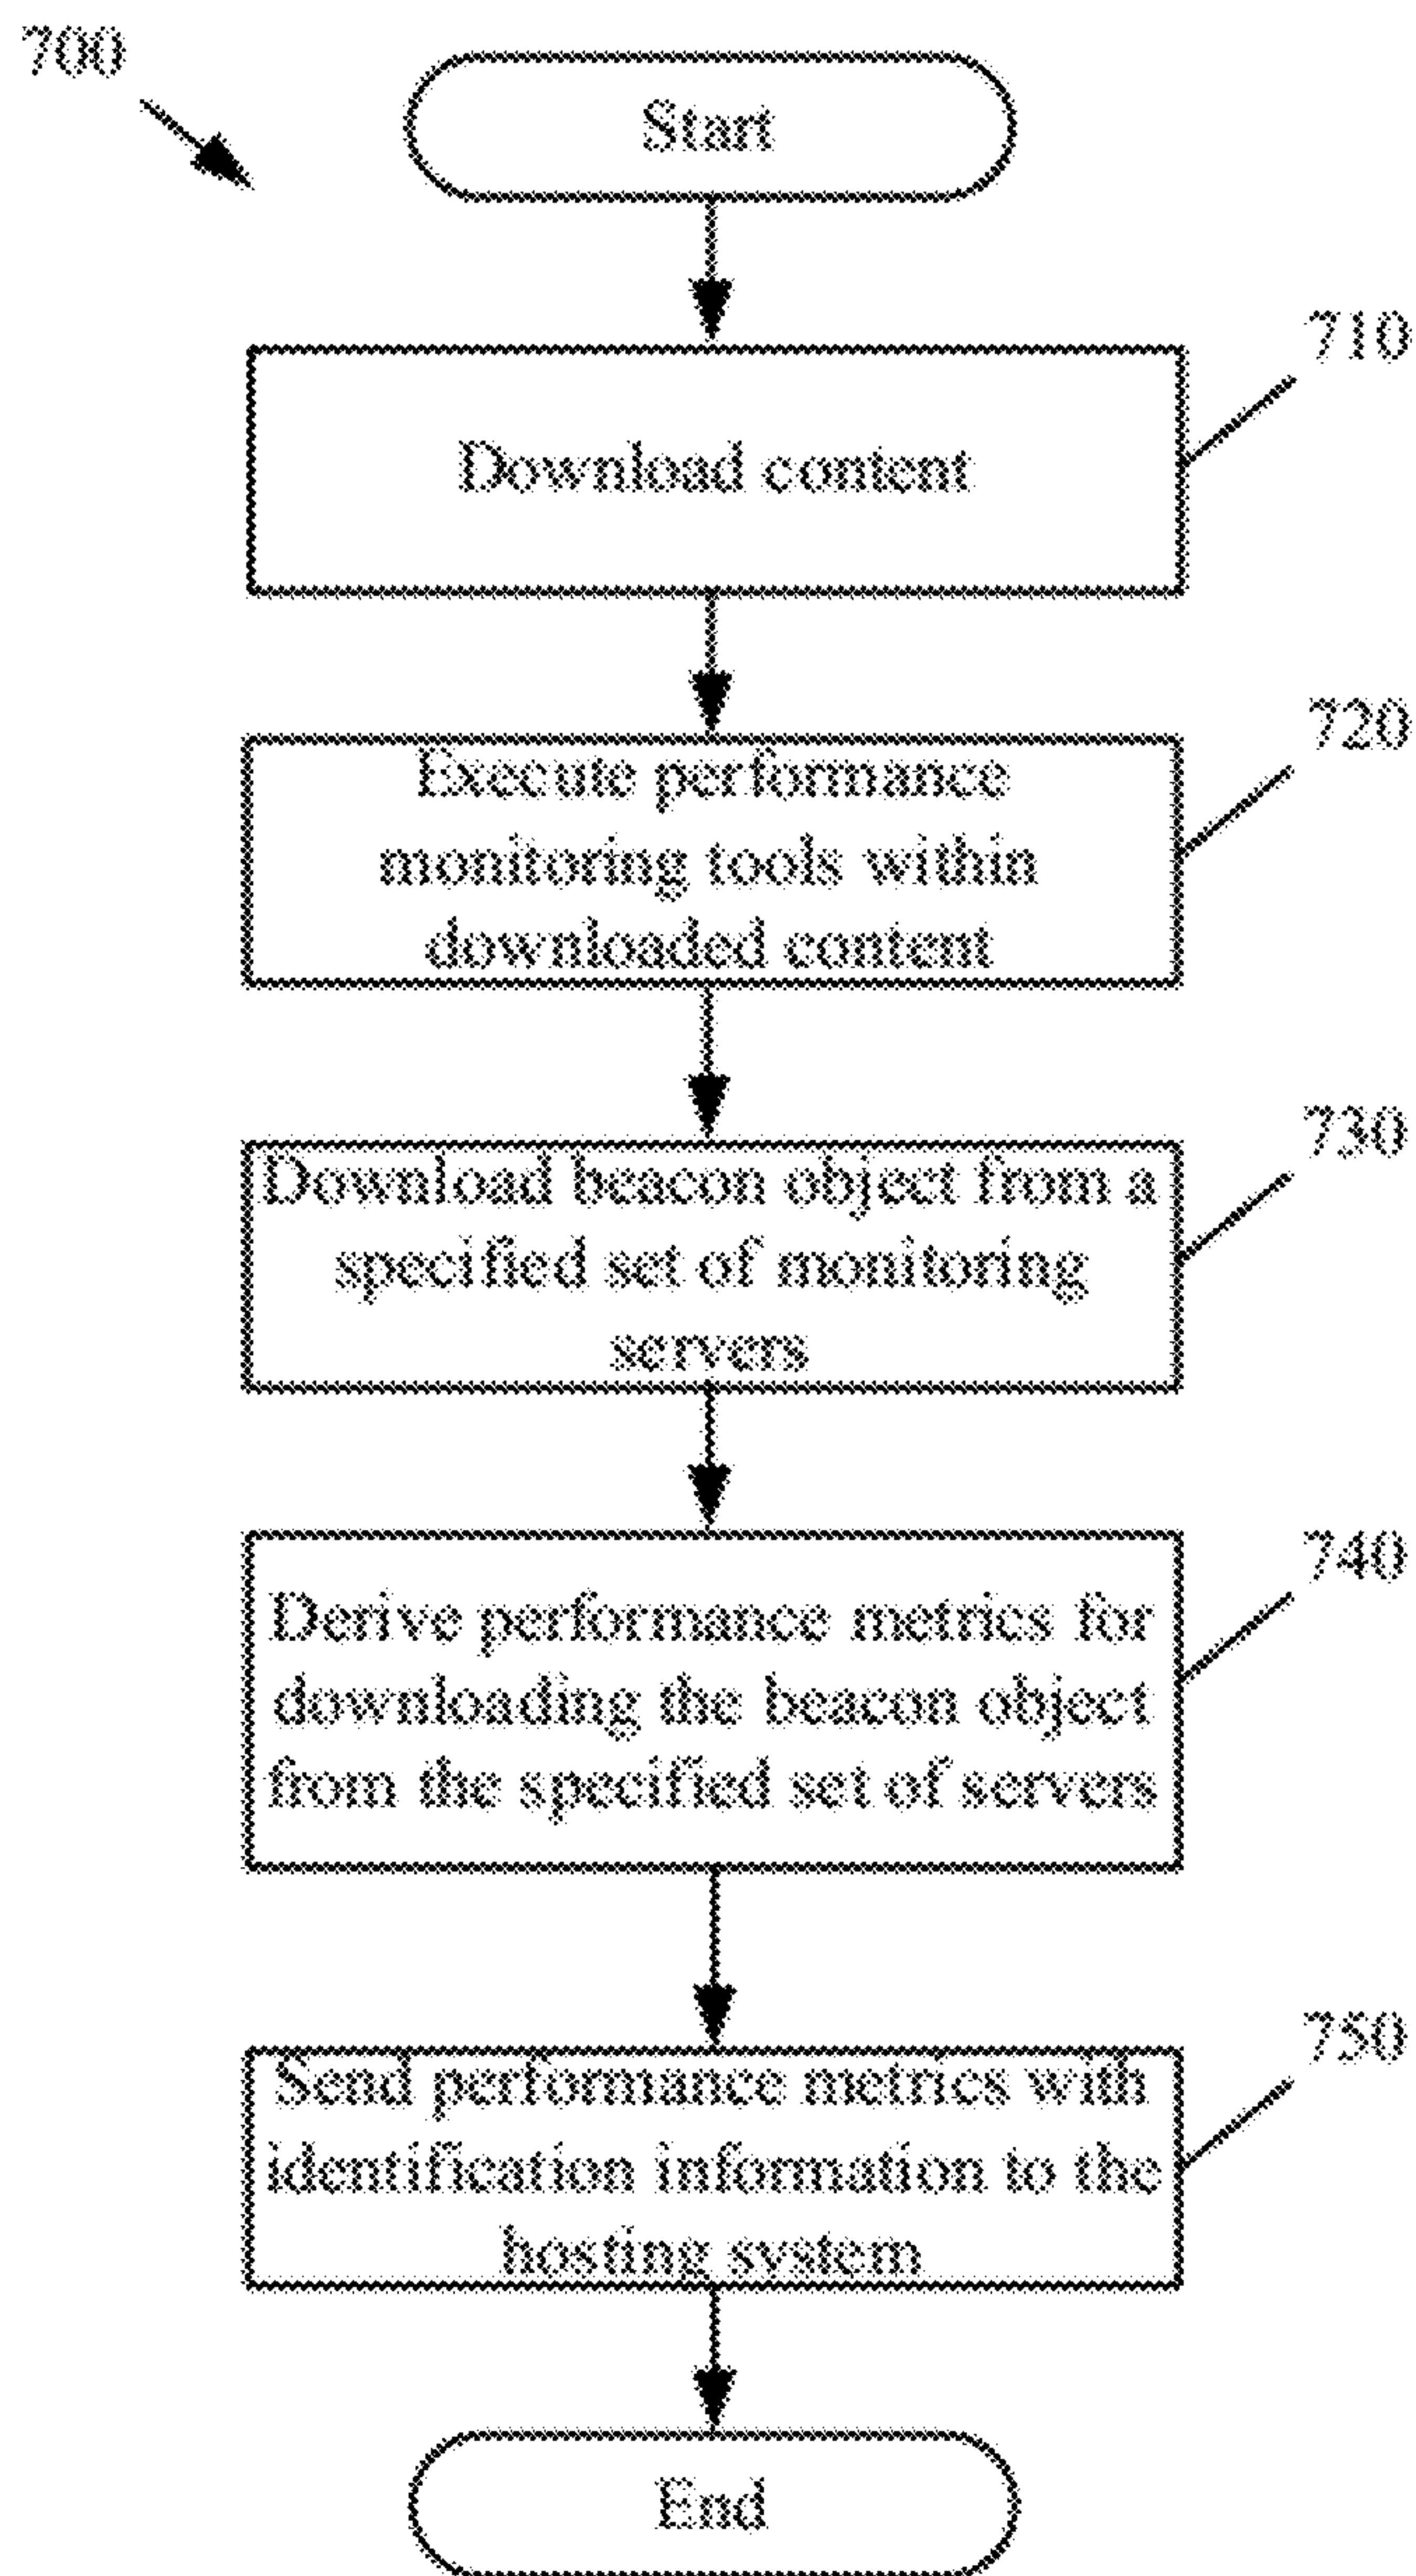 700
Start
710
Download content
720
Execute performance
monitoring tools within
downloaded content
730
Download beacon object from a
specified set of monitoring
servers
740
Derive performance metrics for
downloading the beacon object
from the specified set of servers
750
Send performance metrics with
identification information to the
hosting system
End